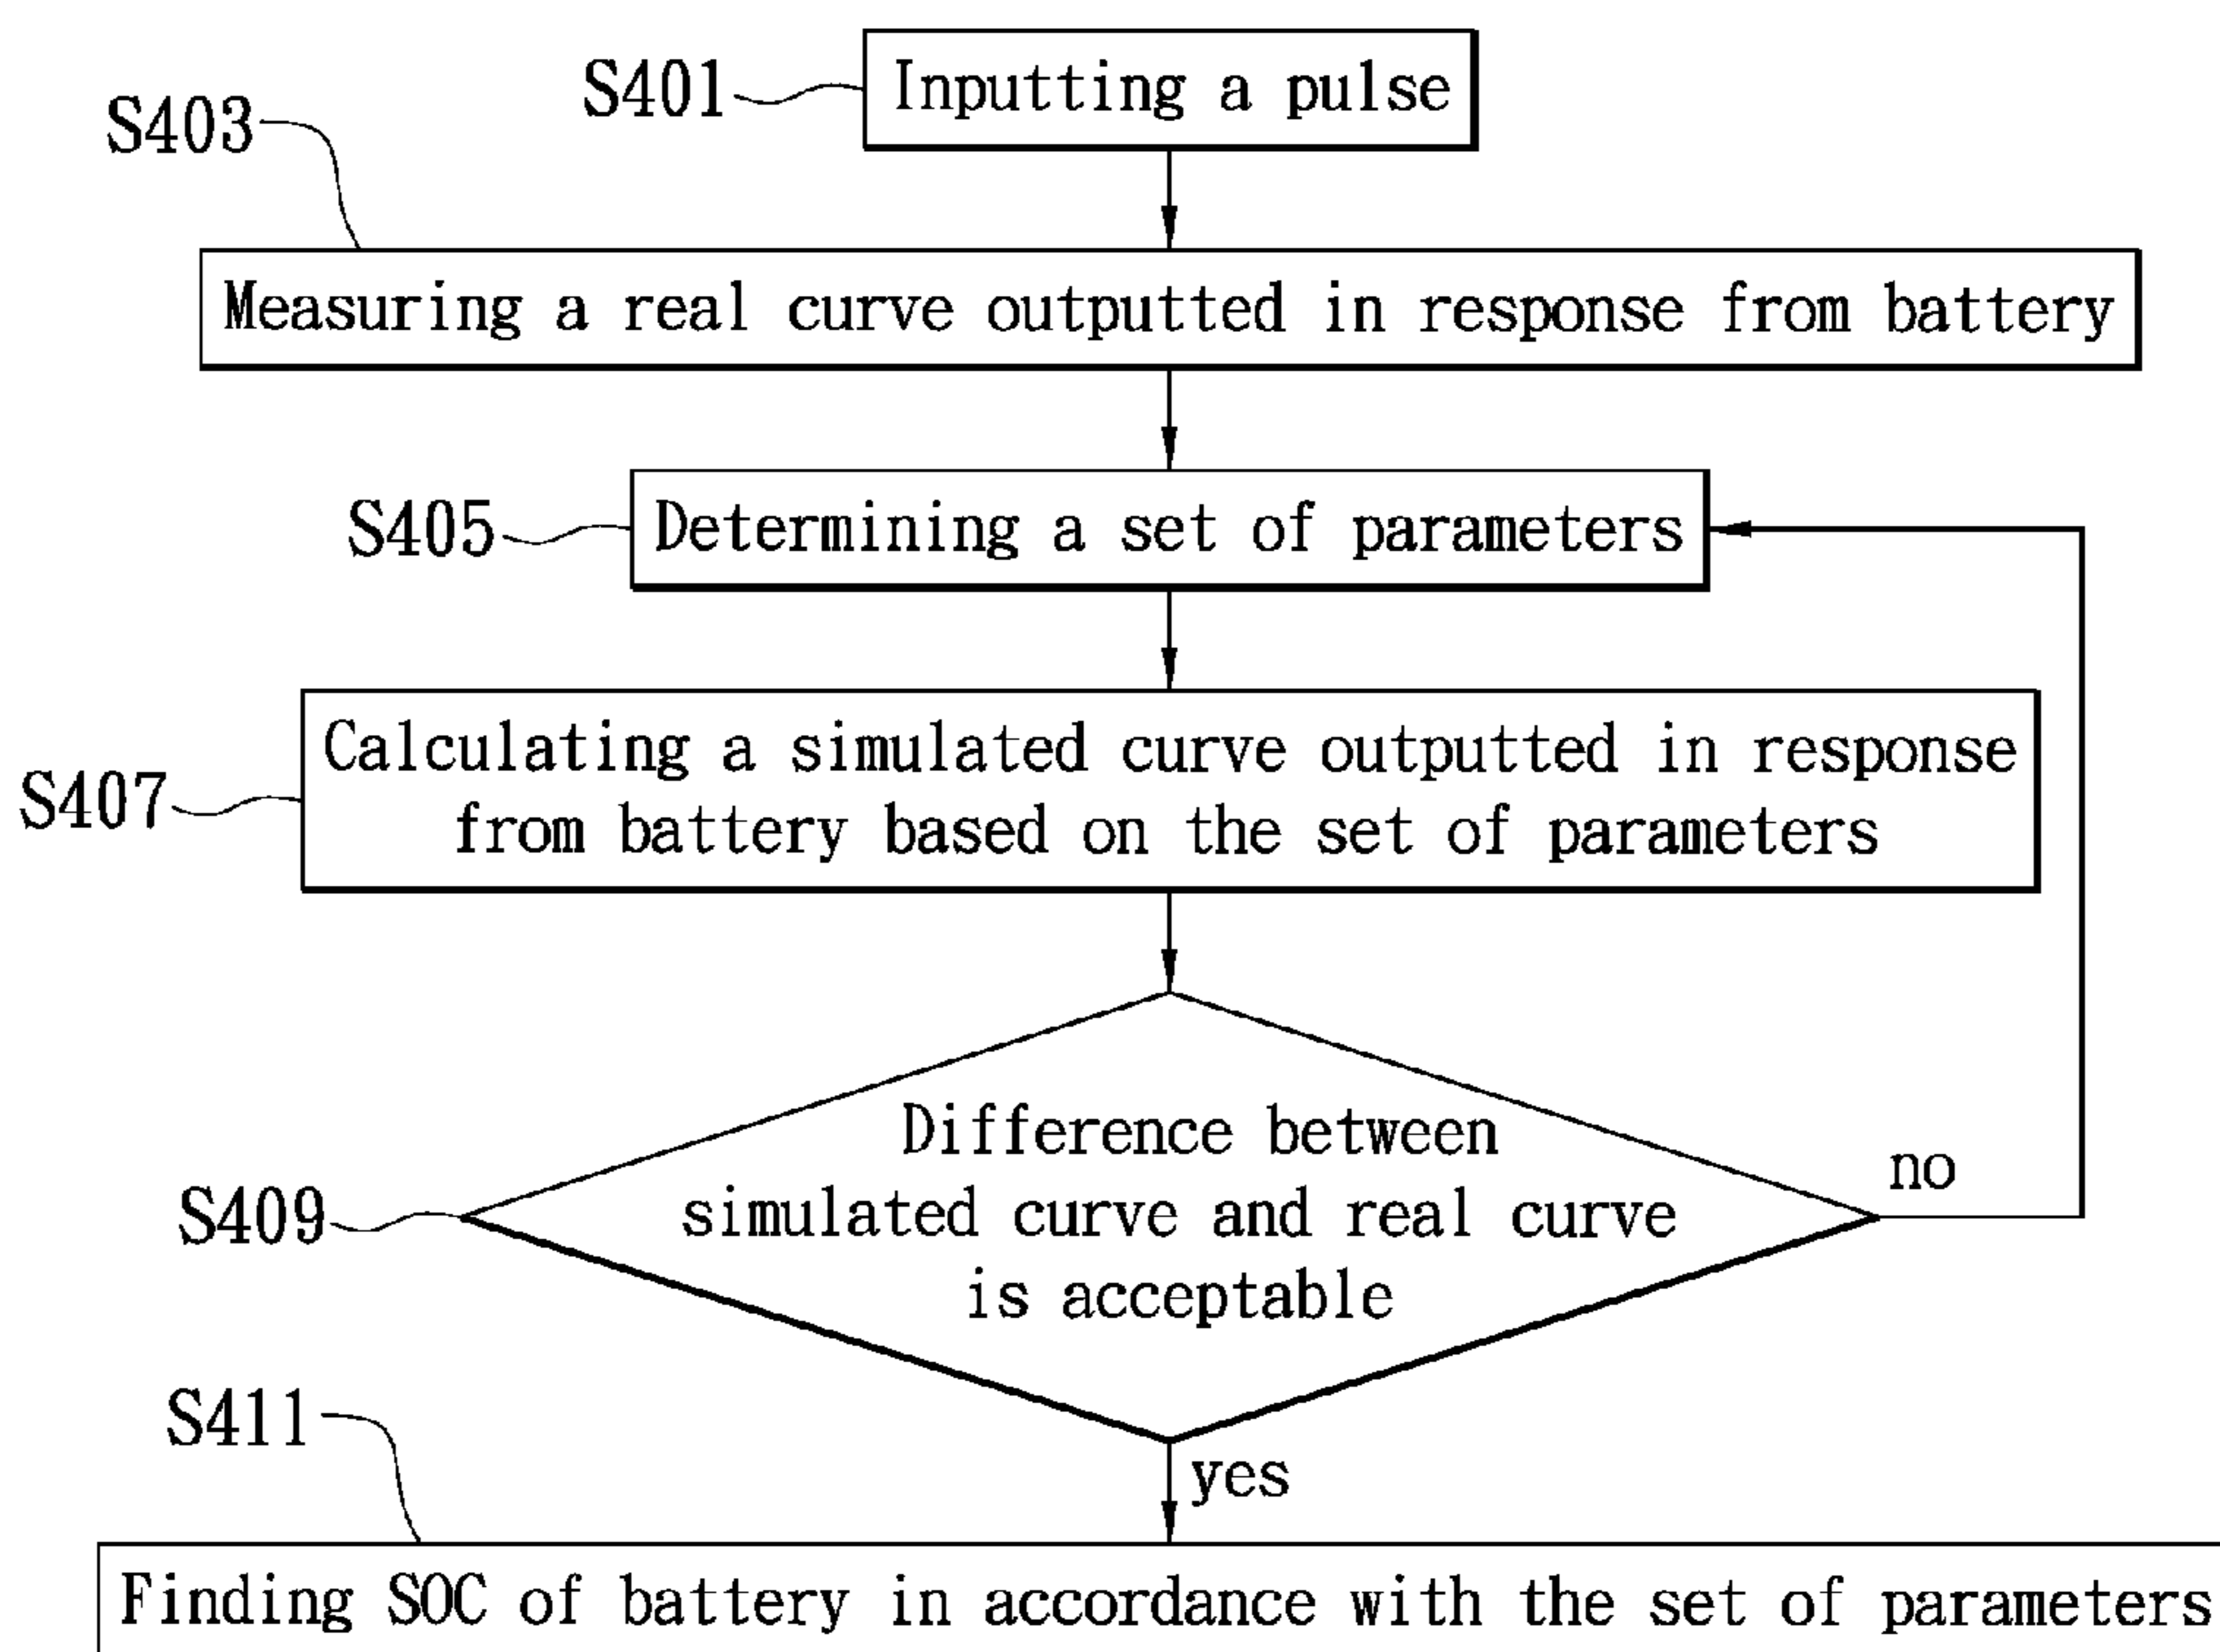 S401
Inputting a pulse
S403
Measuring a real curve outputted in response from battery
S405
Determining a set of parameters
S407
Calculating a simulated curve outputted in response
from battery based on the set of parameters
S409
Difference between
simulated curve and real curve
is acceptable
no
yes
S411
Finding SOC of battery in accordance with the set of parameters